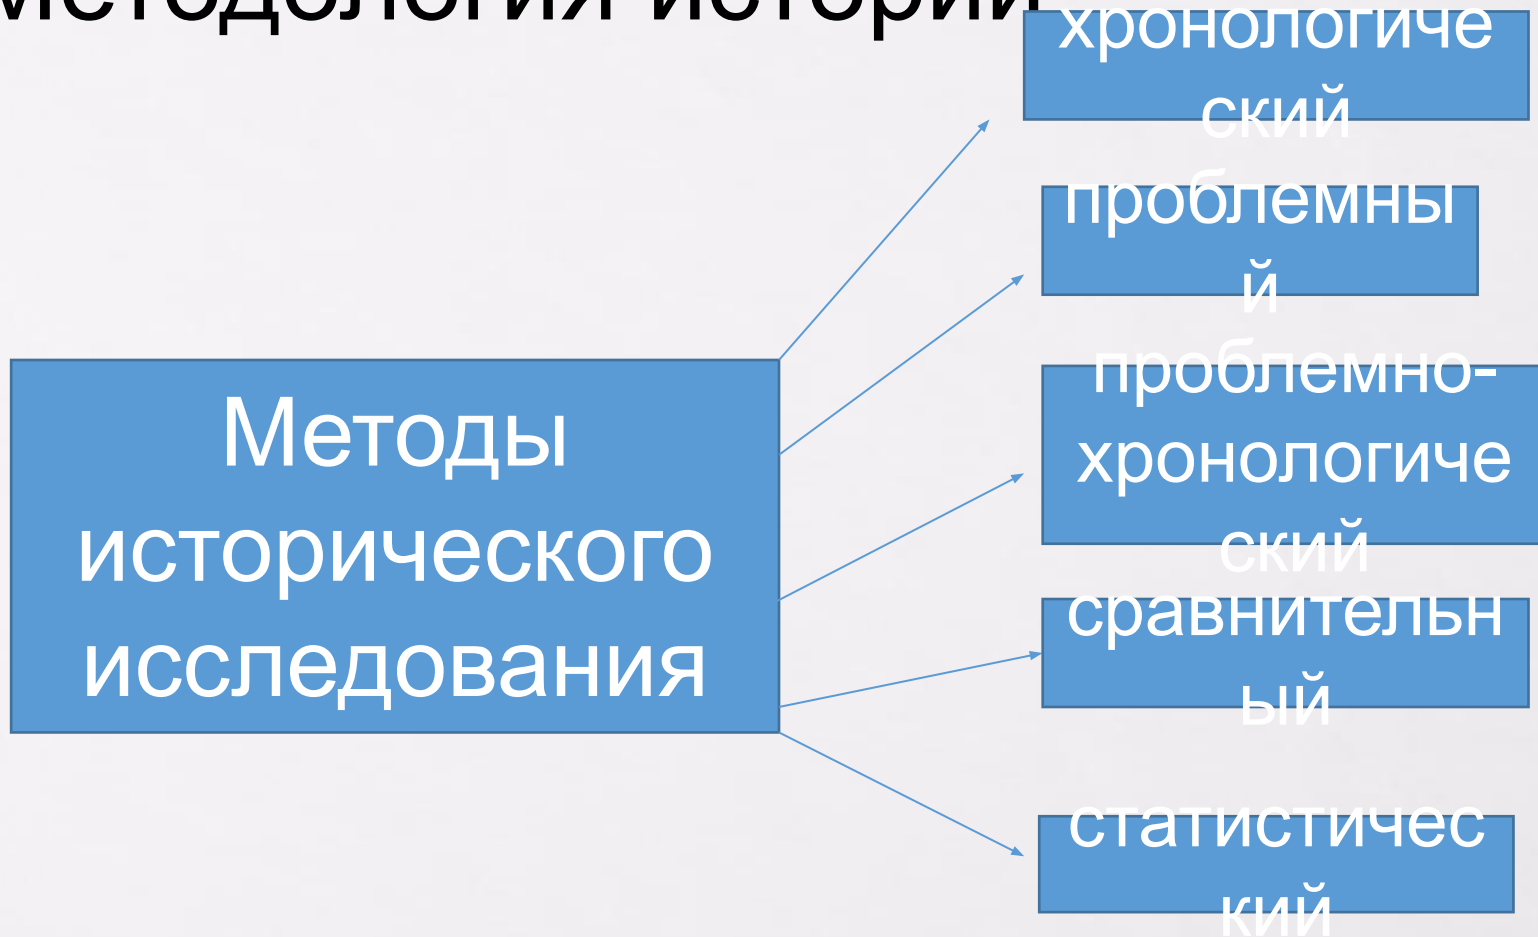 Методология истории
хронологиче
ский
проблемны
й
проблемно-
хронологиче
ский
сравнительн
ый
статистичес
кий
Методы
исторического
исследования